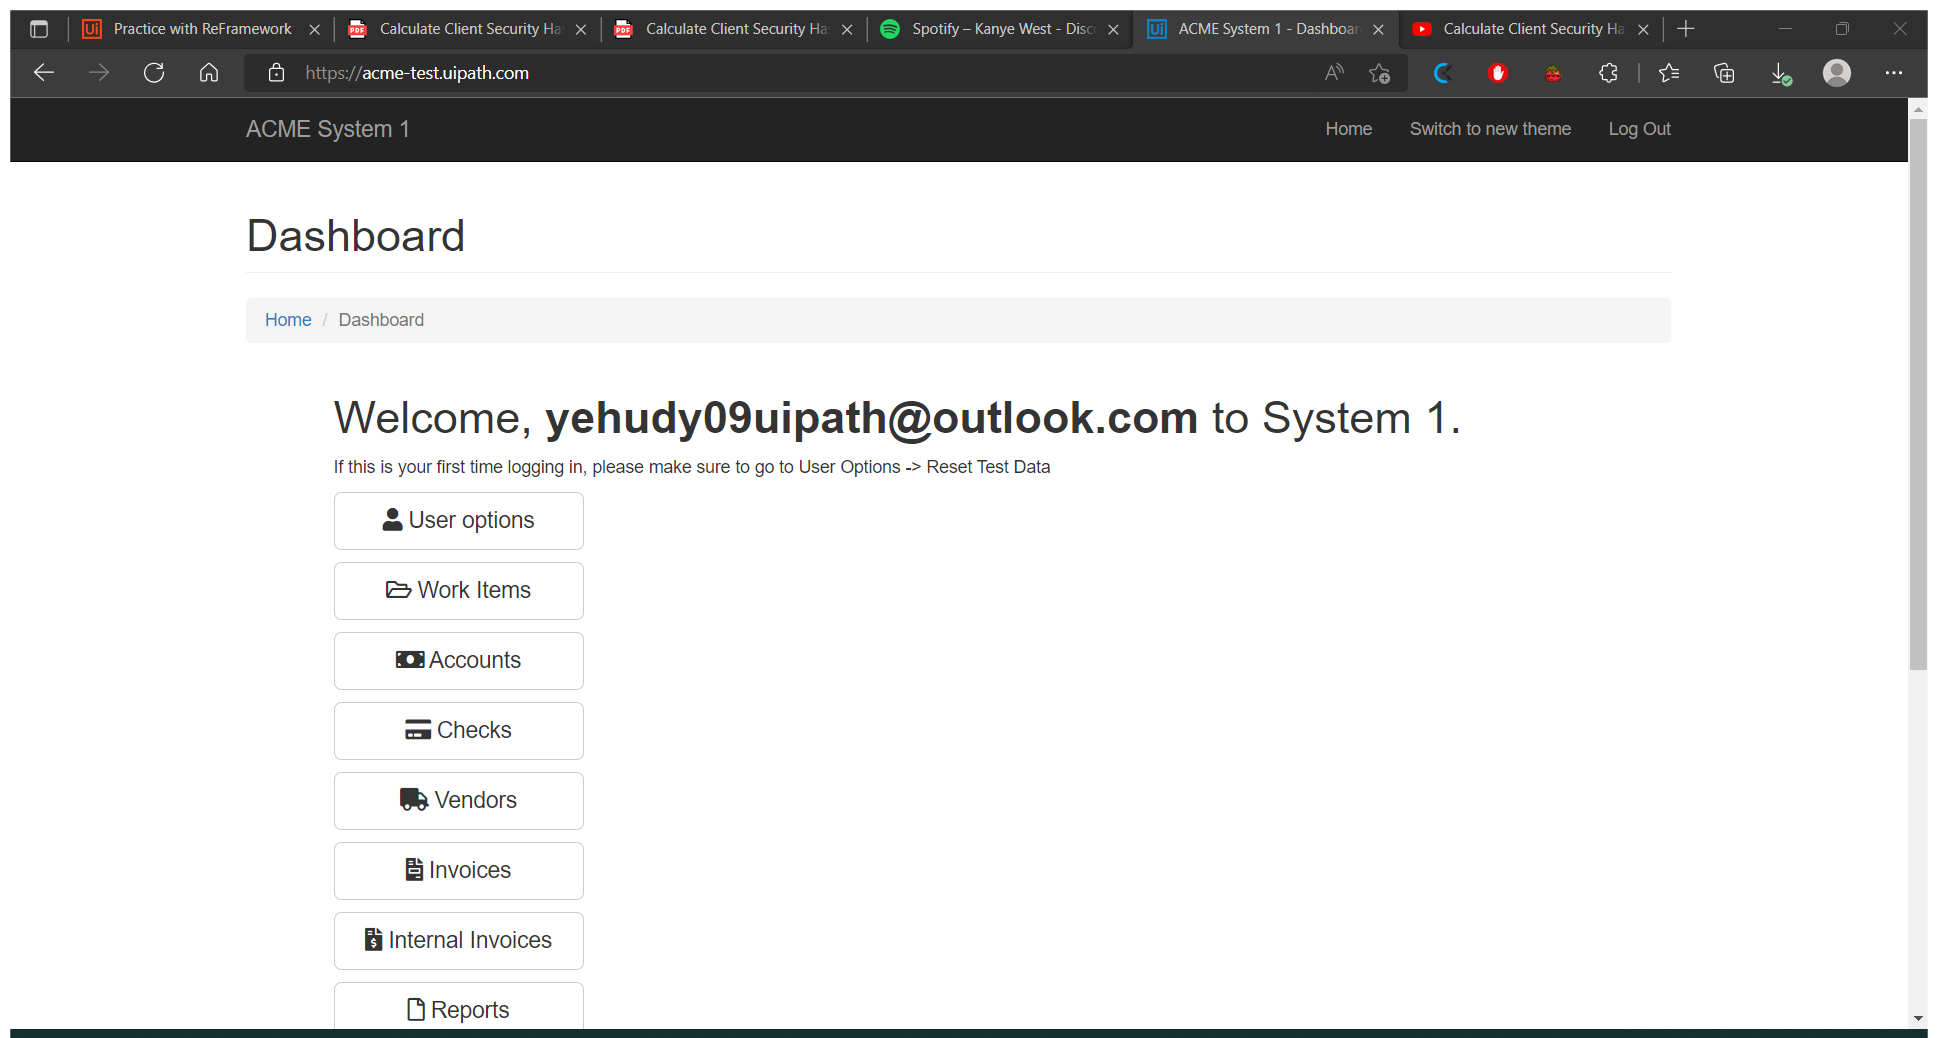 Practice with ReFramework
Calculate Client Security Ha
Calculate Client Security Ha
Spotify – Kanye West - Disc
ACME System 1 - Dashboar
Calculate Client Security Ha
https://acme-test.uipath.com
ACME System 1
Home
Switch to new theme
Log Out
Dashboard
Home / Dashboard
Welcome, yehudy09uipath@outlook.com to System 1.
If this is your first time logging in, please make sure to go to User Options -> Reset Test Data
User options
Work Items
Accounts
Checks
Vendors
Invoices
Internal Invoices
Reports